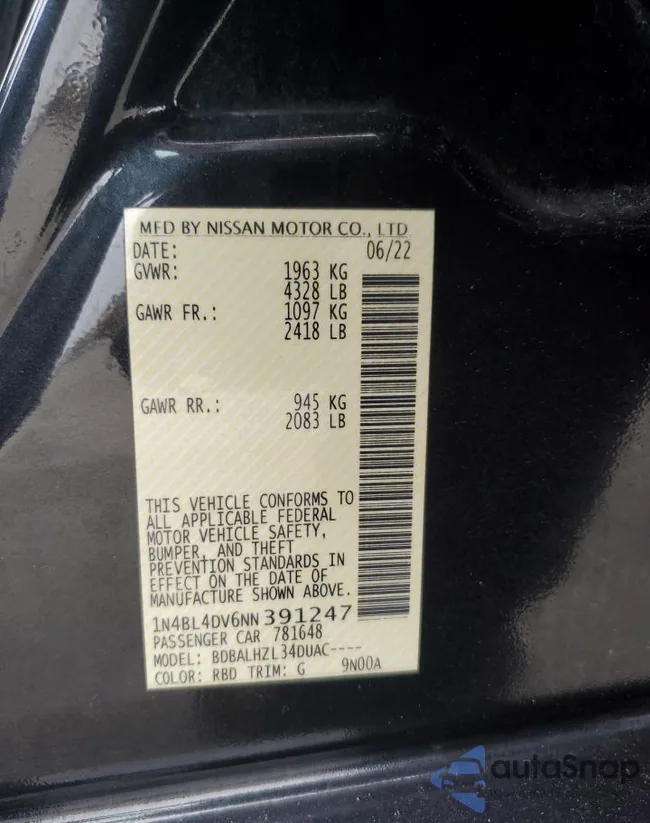 MFD BY NISSAN MOTOR CO., LTD
DATE: 06/22
GVWR: 1963 KG
4328 LB
GAWR FR.: 1097 KG
2418 LB
GAWR RR.: 945 KG
2083 LB
THIS VEHICLE CONFORMS TO
ALL APPLICABLE FEDERAL
MOTOR VEHICLE SAFETY,
BUMPER, AND THEFT
PREVENTION STANDARDS IN
EFFECT ON THE DATE OF
MANUFACTURE SHOWN ABOVE.
1N4BL4DV6NN391247
PASSENGER CAR 781648
MODEL: BDBALHZL34DUAC----
COLOR: RBD TRIM: G 9N00A
autoSnap